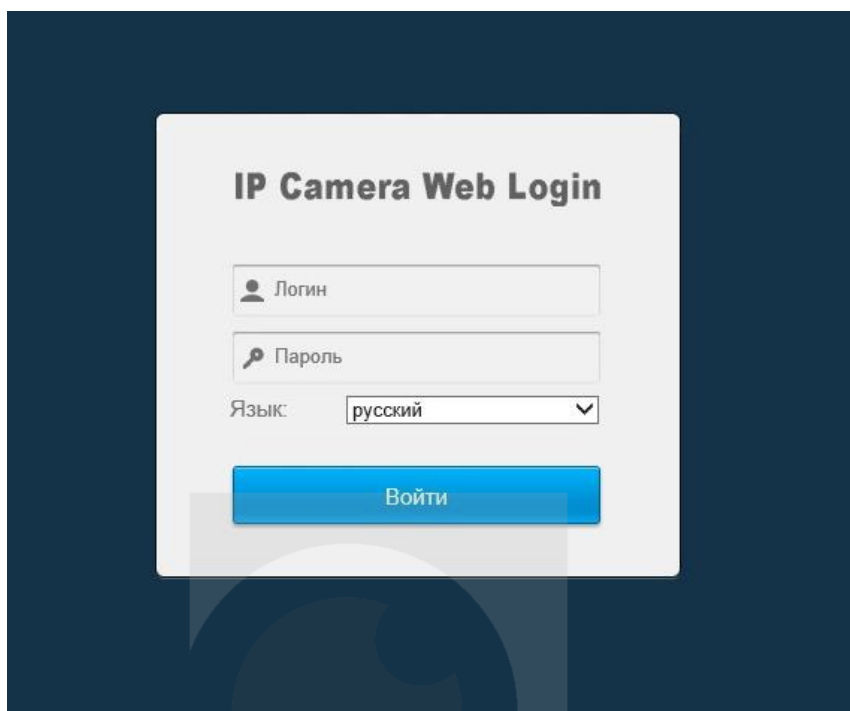 IP Camera Web Login
Логин
Пароль
Язык: русский
Войти